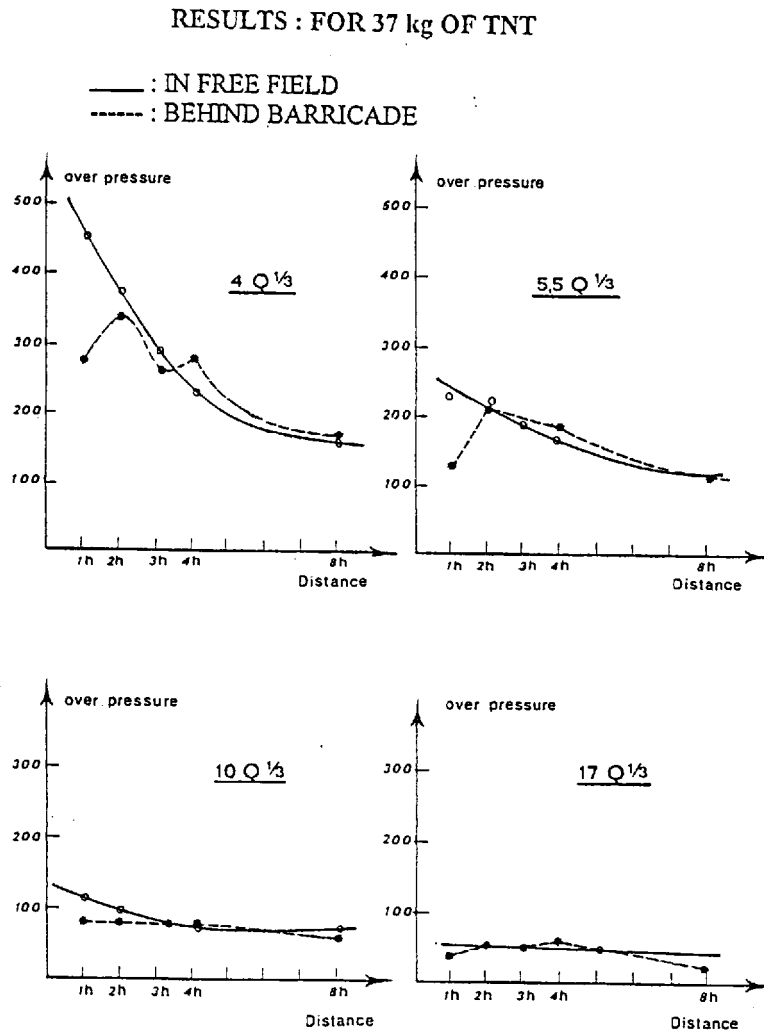 RESULTS : FOR 37 kg OF TNT
——— : IN FREE FIELD
------- : BEHIND BARRICADE
over pressure
500
400
300
200
100
4 Q 1/3
1h 2h 3h 4h 8h
Distance
over pressure
500
400
300
200
100
5,5 Q 1/3
1h 2h 3h 4h 8h
Distance
over pressure
300
200
100
10 Q 1/3
1h 2h 3h 4h 8h
Distance
over pressure
300
200
100
17 Q 1/3
1h 2h 3h 4h 8h
Distance